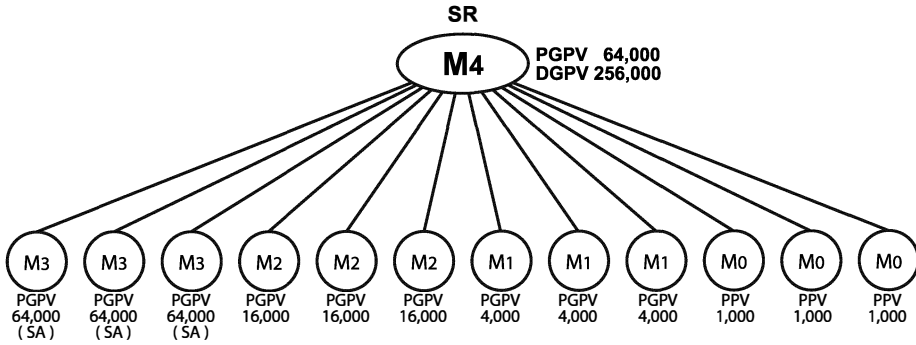 SR
M4
PGPV 64,000
DGPV 256,000
M3 M3 M3 M2 M2 M2 M1 M1 M1 M0 M0 M0
PGPV PGPV PGPV PGPV PGPV PGPV PGPV PGPV PGPV PPV PPV PPV
64,000 64,000 64,000 16,000 16,000 16,000 4,000 4,000 4,000 1,000 1,000 1,000
( SA ) ( SA ) ( SA )